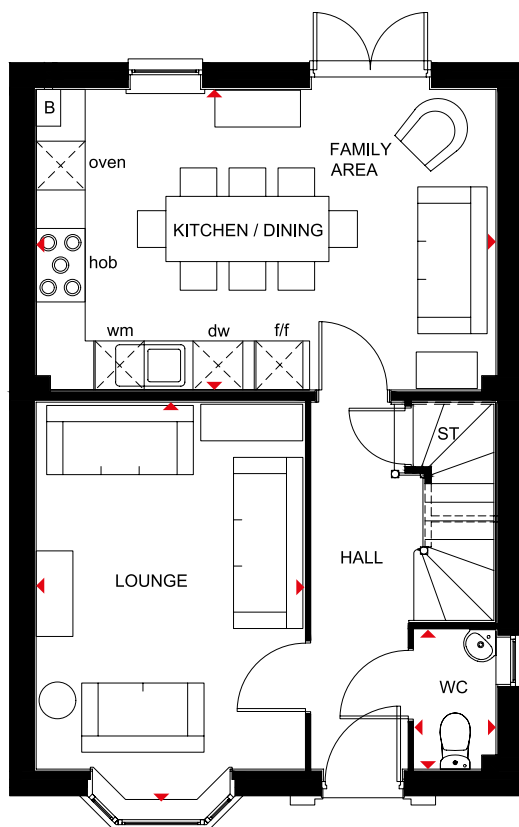 B
oven
FAMILY
AREA
KITCHEN / DINING
hob
wm
dw
f/f
ST
HALL
LOUNGE
WC